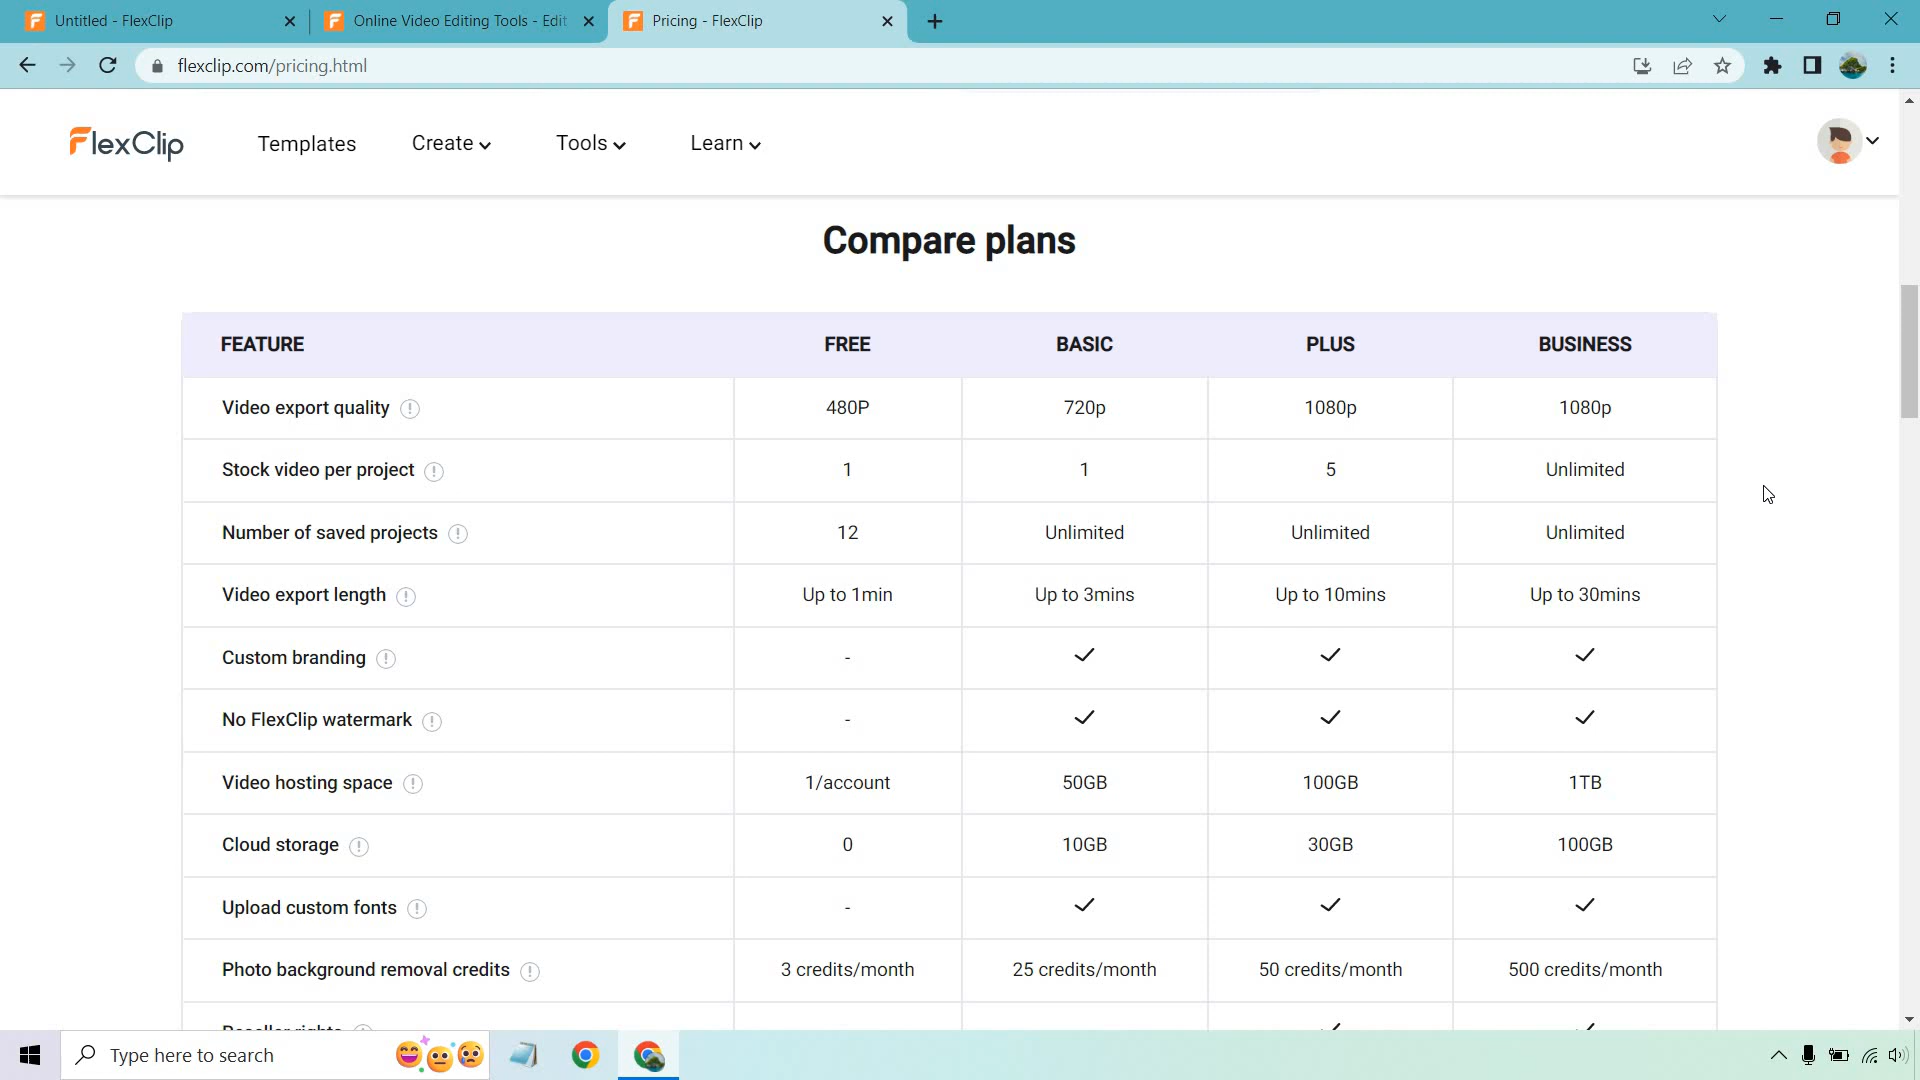 Untitled - FlexClip
Online Video Editing Tools - Edit
Pricing - FlexClip
flexclip.com/pricing.html
FlexClip
Templates
Create
Tools
Learn
Compare plans
FEATURE FREE BASIC PLUS BUSINESS
Video export quality 480P 720p 1080p 1080p
Stock video per project 1 1 5 Unlimited
Number of saved projects 12 Unlimited Unlimited Unlimited
Video export length Up to 1min Up to 3mins Up to 10mins Up to 30mins
Custom branding -
No FlexClip watermark -
Video hosting space 1/account 50GB 100GB 1TB
Cloud storage 0 10GB 30GB 100GB
Upload custom fonts -
Photo background removal credits 3 credits/month 25 credits/month 50 credits/month 500 credits/month
Reseller rights
Type here to search